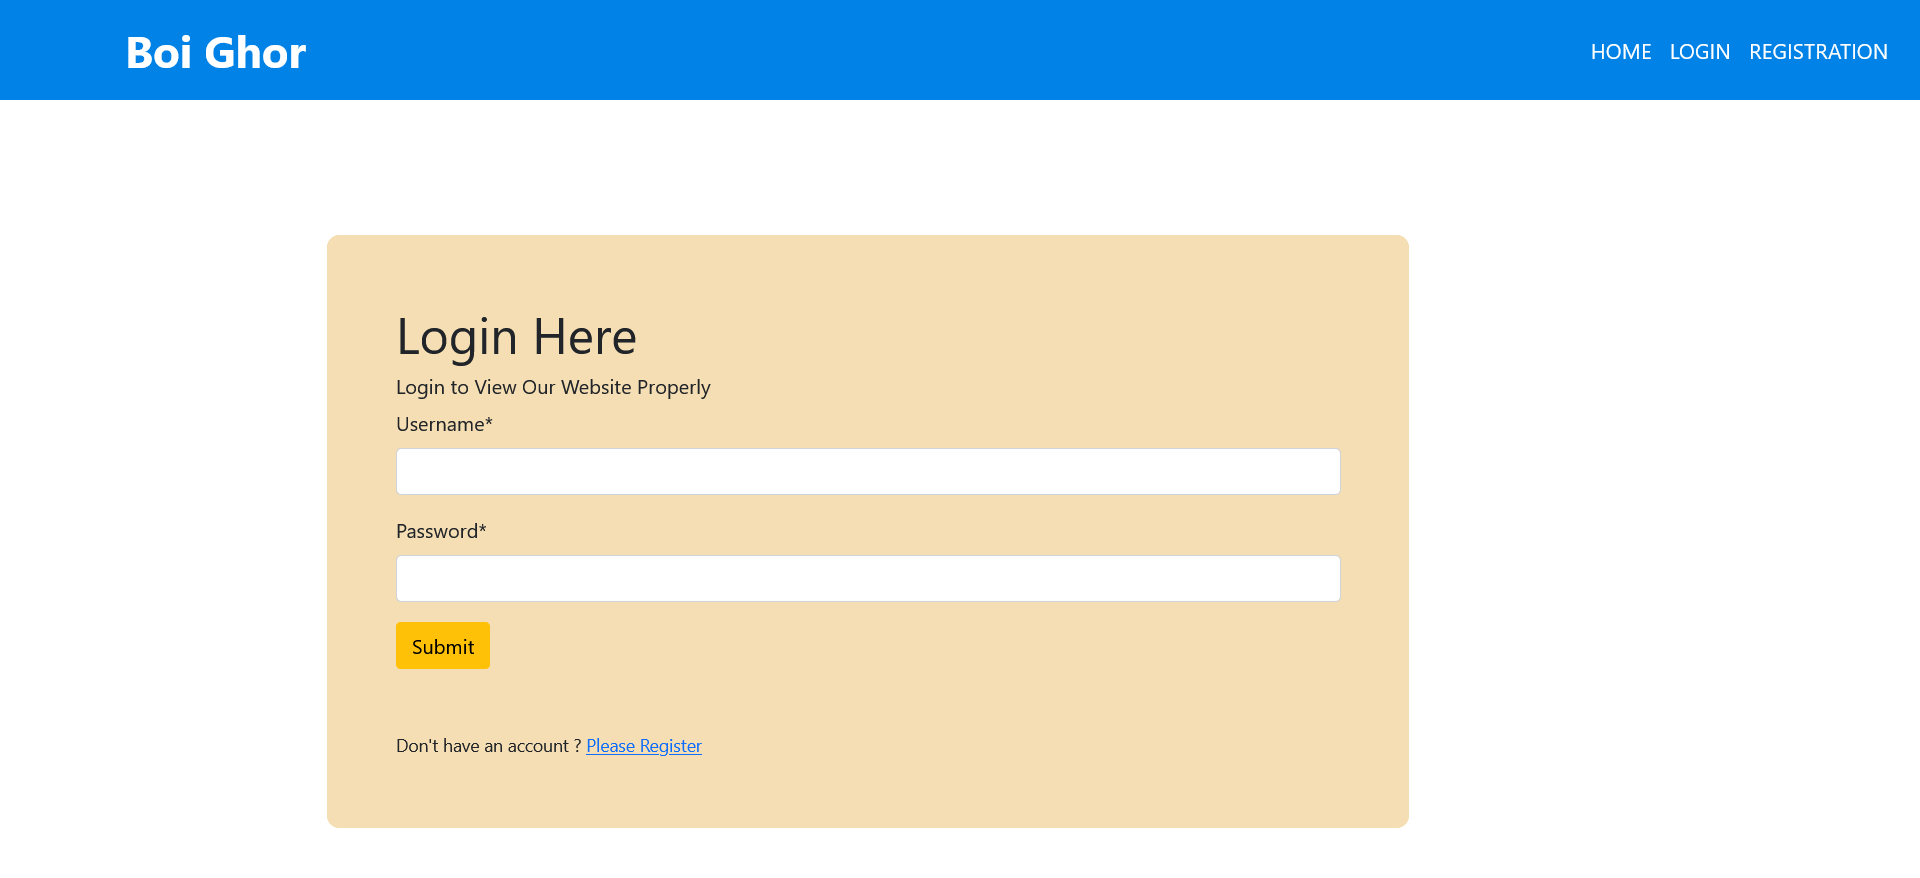 Boi Ghor
HOME LOGIN REGISTRATION
Login Here
Login to View Our Website Properly
Username*
Password*
Submit
Don't have an account ? Please Register